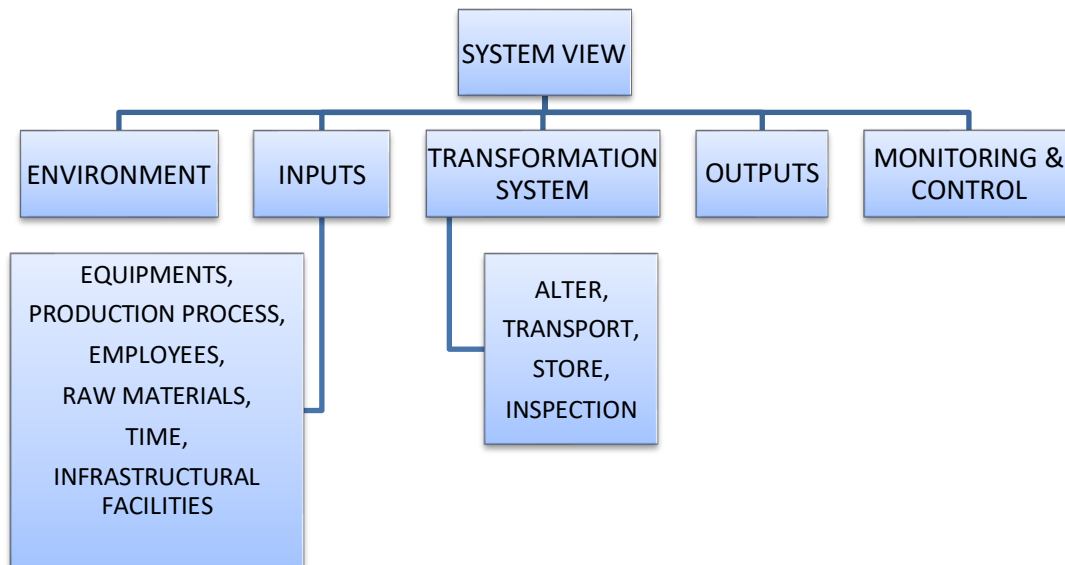 SYSTEM VIEW
ENVIRONMENT
INPUTS
TRANSFORMATION
SYSTEM
OUTPUTS
MONITORING &
CONTROL
EQUIPMENTS,
PRODUCTION PROCESS,
EMPLOYEES,
RAW MATERIALS,
TIME,
INFRASTRUCTURAL
FACILITIES
ALTER,
TRANSPORT,
STORE,
INSPECTION